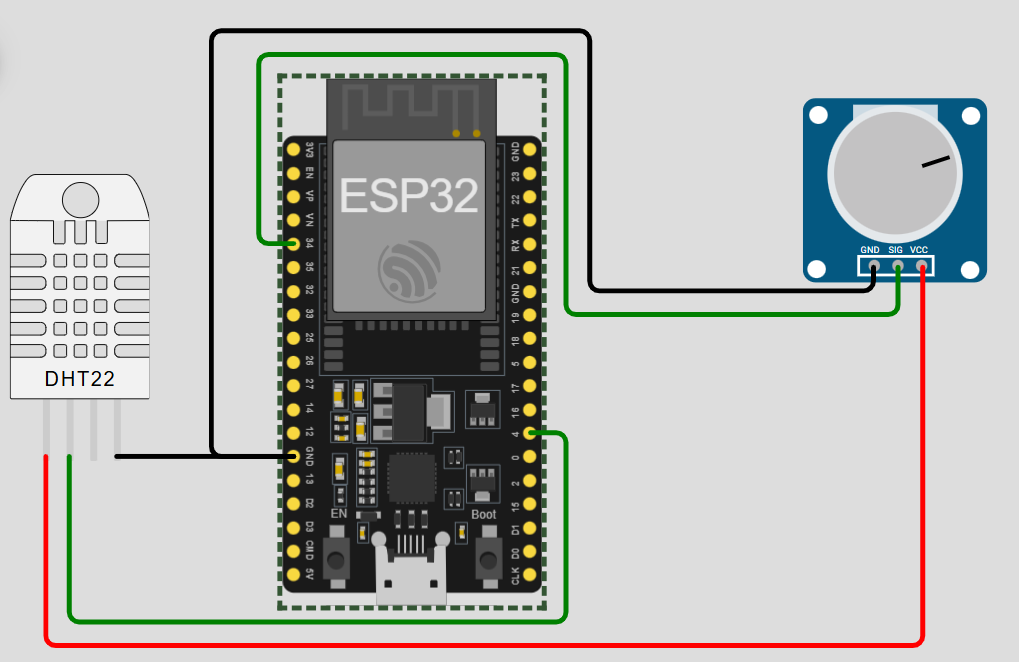 ESP32
3V3
EN
VP
VN
34
35
32
33
25
26
27
14
12
GND
13
D2
D3
CMD
5V
GND
23
22
TX
RX
21
GND
19
18
5
17
16
4
0
2
15
D1
D0
CLK
EN
Boot
DHT22
GND SIG VCC